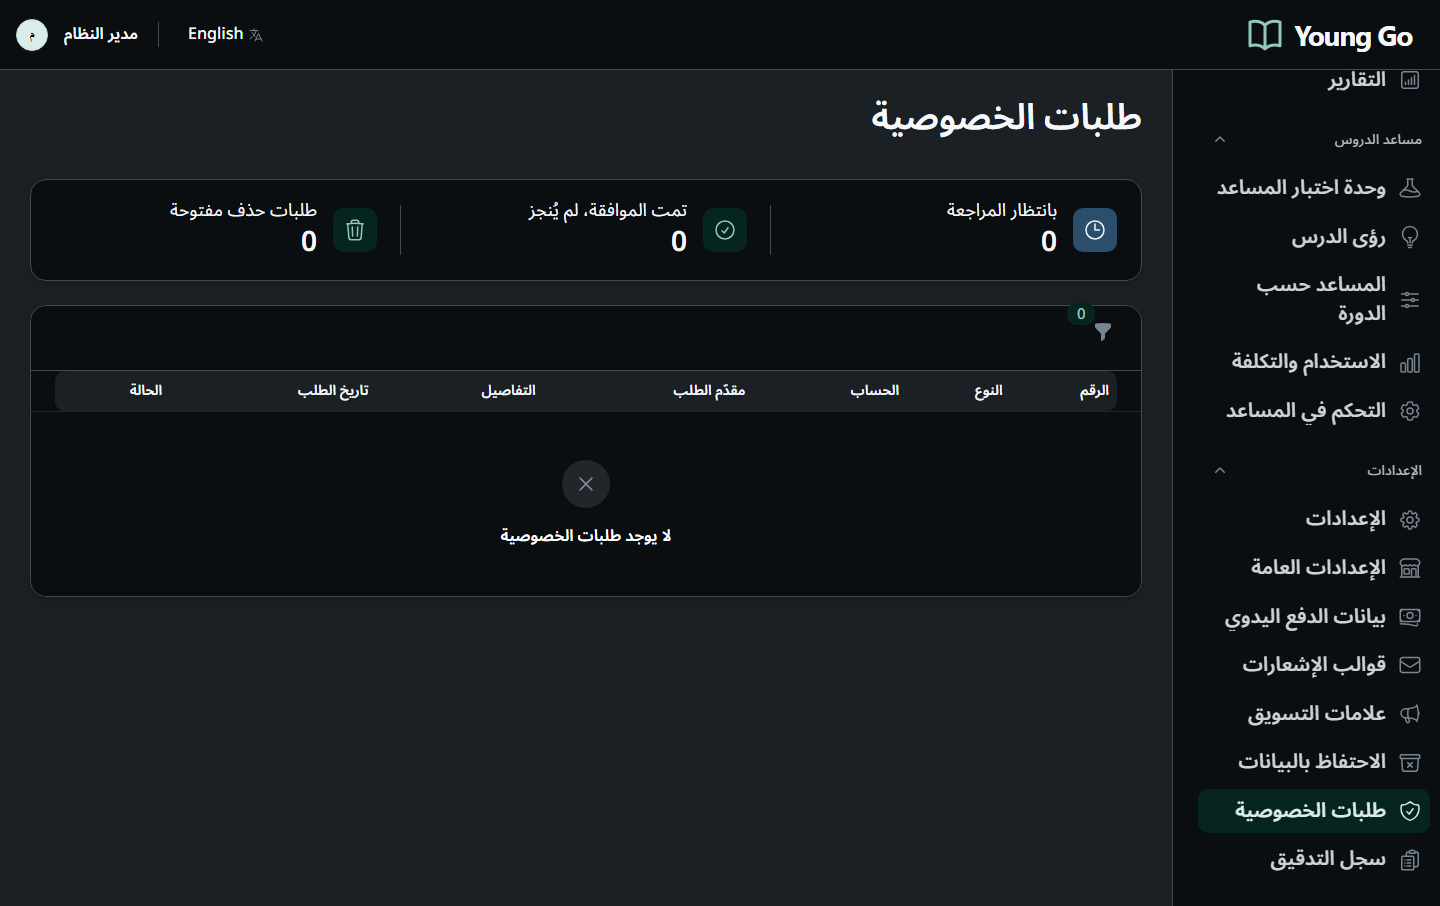 Young Go
English
مدير النظام
م
التقارير
مساعد الدروس
وحدة اختبار المساعد
رؤى الدرس
المساعد حسب
الدورة
الاستخدام والتكلفة
التحكم في المساعد
الإعدادات
الإعدادات
الإعدادات العامة
بيانات الدفع اليدوي
قوالب الإشعارات
علامات التسويق
الاحتفاظ بالبيانات
طلبات الخصوصية
سجل التدقيق
طلبات الخصوصية
بانتظار المراجعة
0
تمت الموافقة، لم يُنجز
0
طلبات حذف مفتوحة
0
0
الرقم النوع الحساب مقدّم الطلب التفاصيل تاريخ الطلب الحالة
لا يوجد طلبات الخصوصية